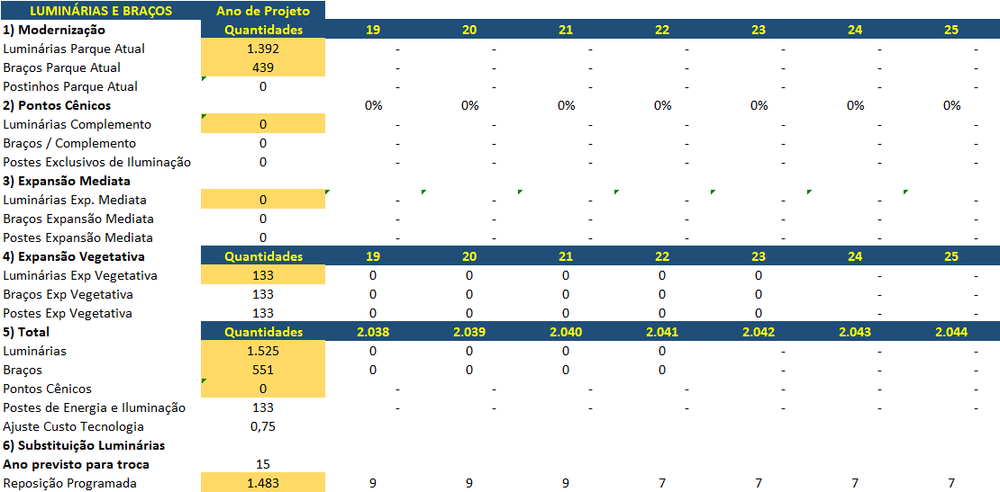 LUMINÁRIAS E BRAÇOS Ano de Projeto
1) Modernização Quantidades 19 20 21 22 23 24 25
Luminárias Parque Atual 1.392 - - - - - - -
Braços Parque Atual 439 - - - - - - -
Postinhos Parque Atual 0 - - - - - - -
2) Pontos Cênicos 0% 0% 0% 0% 0% 0% 0%
Luminárias Complemento 0 - - - - - - -
Braços / Complemento 0 - - - - - - -
Postes Exclusivos de Iluminação 0 - - - - - - -
3) Expansão Mediata
Luminárias Exp. Mediata 0 - - - - - - -
Braços Expansão Mediata 0 - - - - - - -
Postes Expansão Mediata 0 - - - - - - -
4) Expansão Vegetativa Quantidades 19 20 21 22 23 24 25
Luminárias Exp Vegetativa 133 0 0 0 0 0 - -
Braços Exp Vegetativa 133 0 0 0 0 0 - -
Postes Exp Vegetativa 133 0 0 0 0 0 - -
5) Total Quantidades 2.038 2.039 2.040 2.041 2.042 2.043 2.044
Luminárias 1.525 0 0 0 0 - - -
Braços 551 0 0 0 0 - - -
Pontos Cênicos 0 - - - - - - -
Postes de Energia e Iluminação 133 - - - - - - -
Ajuste Custo Tecnologia 0,75
6) Substituição Luminárias
Ano previsto para troca 15
Reposição Programada 1.483 9 9 9 7 7 7 7